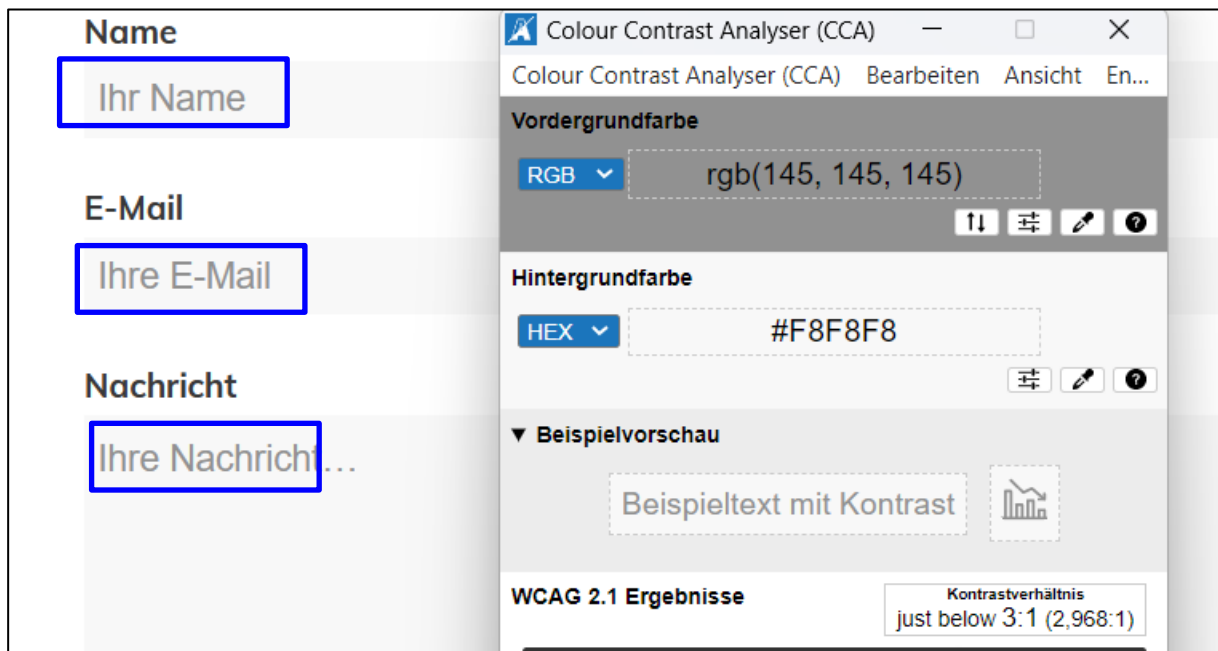 Name
Ihr Name
E-Mail
Ihre E-Mail
Nachricht
Ihre Nachricht...
Colour Contrast Analyser (CCA)
Colour Contrast Analyser (CCA) Bearbeiten Ansicht En...
Vordergrundfarbe
RGB rgb(145, 145, 145)
Hintergrundfarbe
HEX #F8F8F8
▼ Beispielvorschau
Beispieltext mit Kontrast
WCAG 2.1 Ergebnisse
Kontrastverhältnis
just below 3:1 (2,968:1)